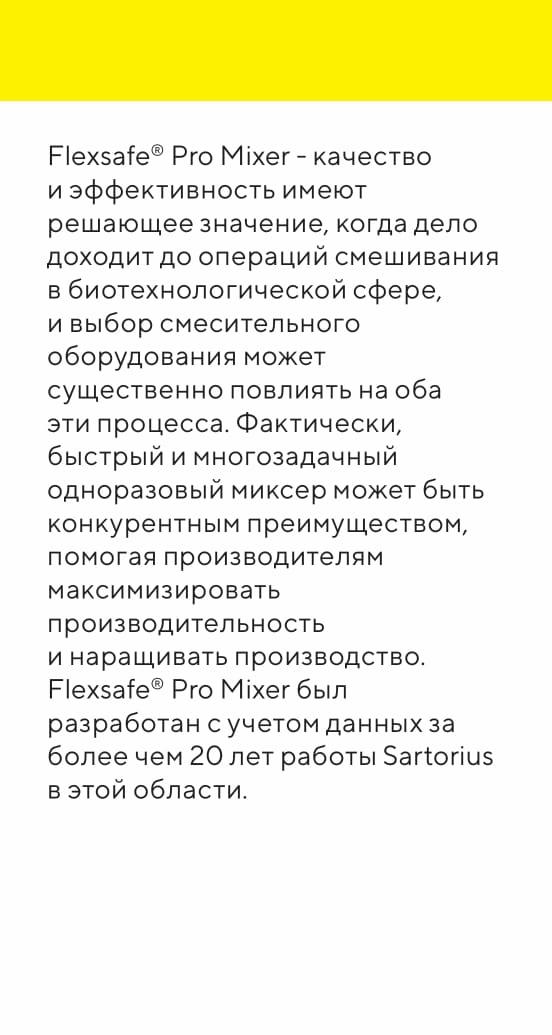 Flexsafe® Pro Mixer - качество
и эффективность имеют
решающее значение, когда дело
доходит до операций смешивания
в биотехнологической сфере,
и выбор смесительного
оборудования может
существенно повлиять на оба
эти процесса. Фактически,
быстрый и многозадачный
одноразовый миксер может быть
конкурентным преимуществом,
помогая производителям
максимизировать
производительность
и наращивать производство.
Flexsafe® Pro Mixer был
разработан с учетом данных за
более чем 20 лет работы Sartorius
в этой области.